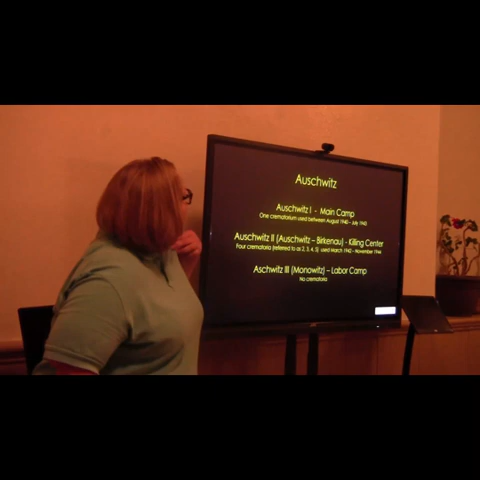 Auschwitz
Auschwitz I - Main Camp
One crematorium used between August 1940 - July 1943
Auschwitz II (Auschwitz – Birkenau) - Killing Center
Four crematoria (referred to as 2, 3, 4, 5) used March 1942 - November 1944
Aschwitz III (Monowitz) – Labor Camp
No crematoria